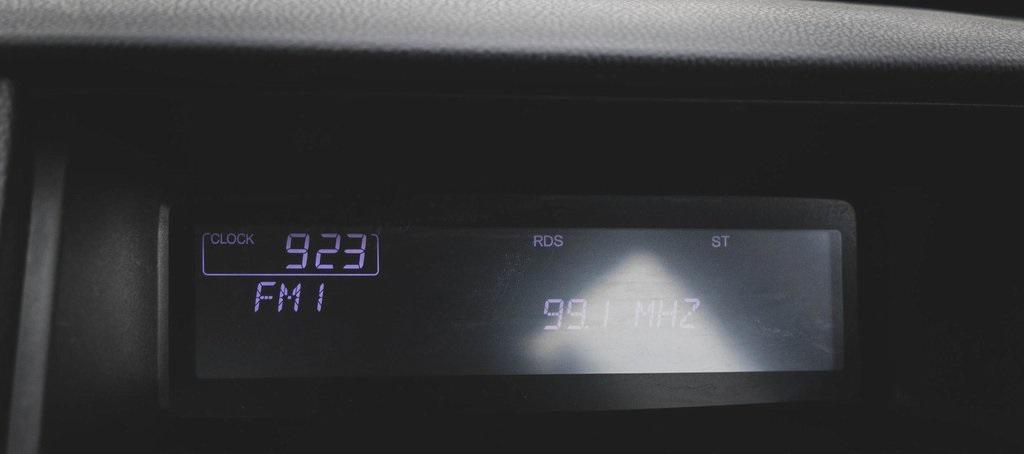 CLOCK 923 RDS ST
FM1 99.1 MHZ